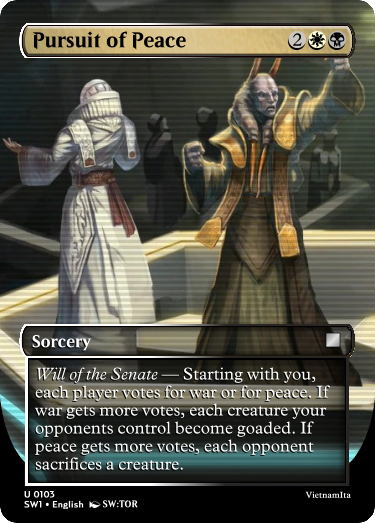 Pursuit of Peace 2
Sorcery
Will of the Senate — Starting with you,
each player votes for war or for peace. If
war gets more votes, each creature your
opponents control become goaded. If
peace gets more votes, each opponent
sacrifices a creature.
U 0103
VietnamIta
SW1 • English SW:TOR